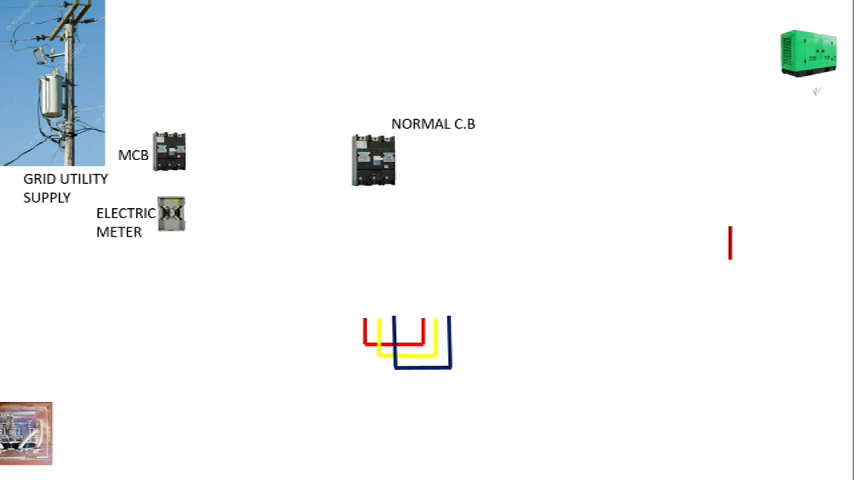 NORMAL C.B
MCB
GRID UTILITY
SUPPLY
ELECTRIC
METER